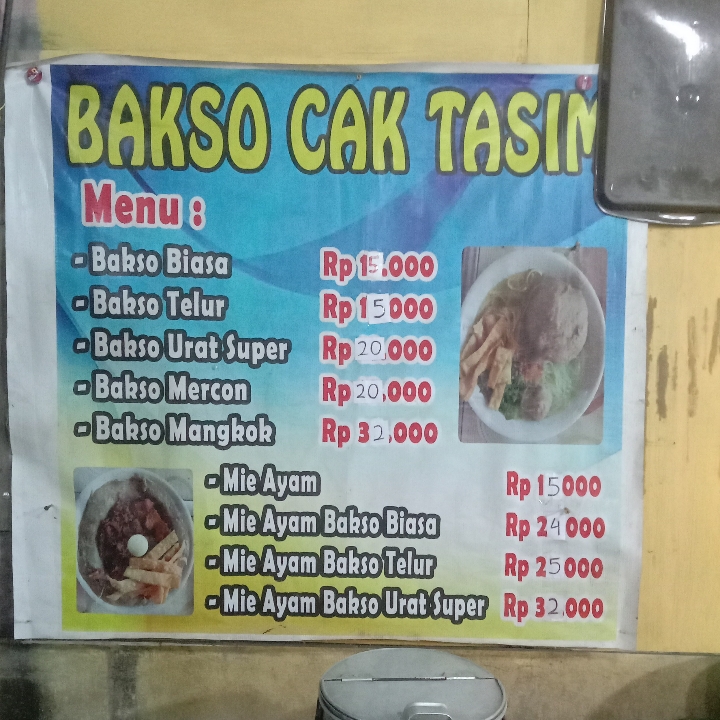 BAKSO CAK TASIM
Menu :
- Bakso Biasa Rp 15.000
- Bakso Telur Rp 15000
- Bakso Urat Super Rp 20,000
- Bakso Mercon Rp 20,000
- Bakso Mangkok Rp 32,000
- Mie Ayam Rp 15000
- Mie Ayam Bakso Biasa Rp 24000
- Mie Ayam Bakso Telur Rp 25000
- Mie Ayam Bakso Urat Super Rp 32.000